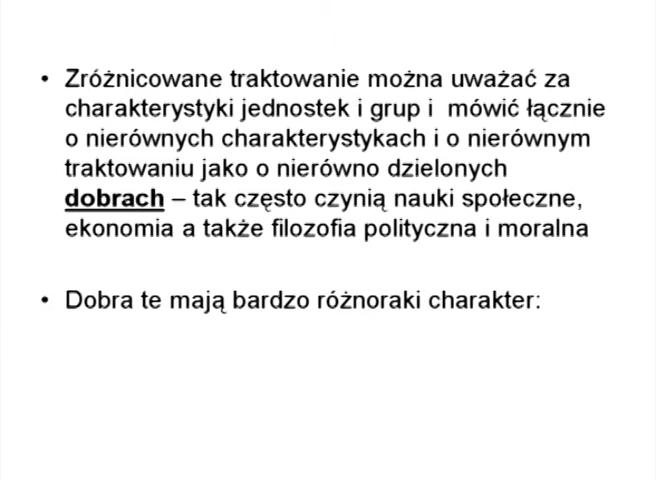 • Zróżnicowane traktowanie można uważać za
charakterystyki jednostek i grup i  mówić łącznie
o nierównych charakterystykach i o nierównym
traktowaniu jako o nierówno dzielonych
dobrach – tak często czynią nauki społeczne,
ekonomia a także filozofia polityczna i moralna
• Dobra te mają bardzo różnoraki charakter: